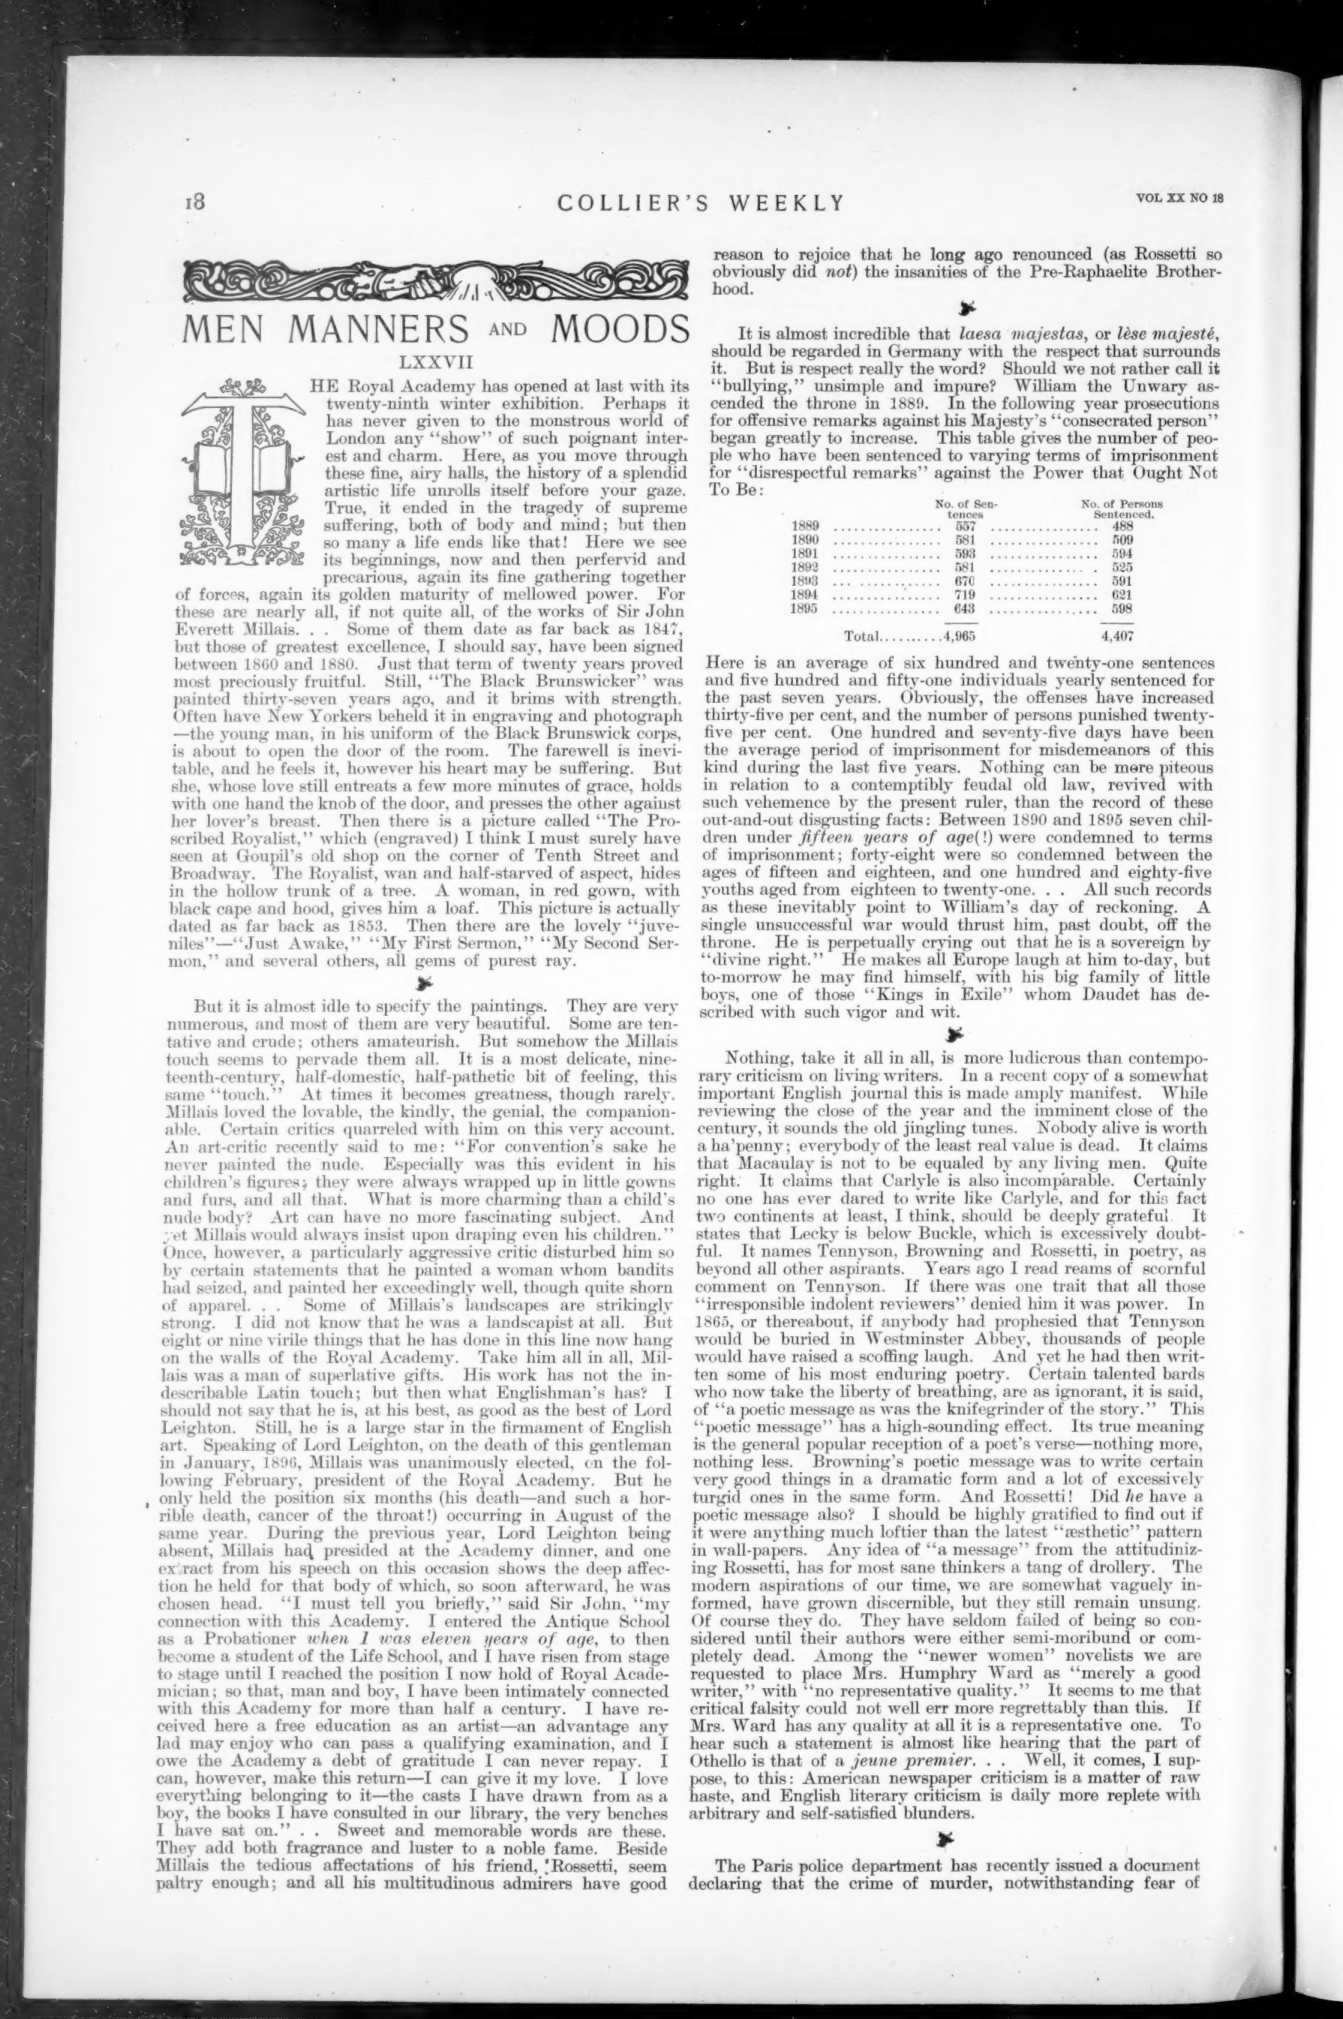 18
COLLIER'S WEEKLY
VOL XX NO 18
MEN MANNERS AND MOODS
LXXVII
THE Royal Academy has opened at last with its
twenty-ninth winter exhibition. Perhaps it
has never given to the monstrous world of
London any "show" of such poignant inter-
est and charm. Here, as you move through
these fine, airy halls, the history of a splendid
artistic life unrolls itself before your gaze.
True, it ended in the tragedy of supreme
suffering, both of body and mind; but then
so many a life ends like that! Here we see
its beginnings, now and then perfervid and
precarious, again its fine gathering together
of forces, again its golden maturity of mellowed power. For
these are nearly all, if not quite all, of the works of Sir John
Everett Millais. . . Some of them date as far back as 1847,
but those of greatest excellence, I should say, have been signed
between 1860 and 1880. Just that term of twenty years proved
most preciously fruitful. Still, "The Black Brunswicker" was
painted thirty-seven years ago, and it brims with strength.
Often have New Yorkers beheld it in engraving and photograph
—the young man, in his uniform of the Black Brunswick corps,
is about to open the door of the room. The farewell is inevi-
table, and he feels it, however his heart may be suffering. But
she, whose love still entreats a few more minutes of grace, holds
with one hand the knob of the door, and presses the other against
her lover's breast. Then there is a picture called "The Pro-
scribed Royalist," which (engraved) I think I must surely have
seen at Goupil's old shop on the corner of Tenth Street and
Broadway. The Royalist, wan and half-starved of aspect, hides
in the hollow trunk of a tree. A woman, in red gown, with
black cape and hood, gives him a loaf. This picture is actually
dated as far back as 1853. Then there are the lovely "juve-
niles"—"Just Awake," "My First Sermon," "My Second Ser-
mon," and several others, all gems of purest ray.
But it is almost idle to specify the paintings. They are very
numerous, and most of them are very beautiful. Some are ten-
tative and crude; others amateurish. But somehow the Millais
touch seems to pervade them all. It is a most delicate, nine-
teenth-century, half-domestic, half-pathetic bit of feeling, this
same "touch." At times it becomes greatness, though rarely.
Millais loved the lovable, the kindly, the genial, the companion-
able. Certain critics quarreled with him on this very account.
An art-critic recently said to me: "For convention's sake he
never painted the nude. Especially was this evident in his
children's figures; they were always wrapped up in little gowns
and furs, and all that. What is more charming than a child's
nude body? Art can have no more fascinating subject. And
yet Millais would always insist upon draping even his children."
Once, however, a particularly aggressive critic disturbed him so
by certain statements that he painted a woman whom bandits
had seized, and painted her exceedingly well, though quite shorn
of apparel. . . Some of Millais's landscapes are strikingly
strong. I did not know that he was a landscapist at all. But
eight or nine virile things that he has done in this line now hang
on the walls of the Royal Academy. Take him all in all, Mil-
lais was a man of superlative gifts. His work has not the in-
describable Latin touch; but then what Englishman's has? I
should not say that he is, at his best, as good as the best of Lord
Leighton. Still, he is a large star in the firmament of English
art. Speaking of Lord Leighton, on the death of this gentleman
in January, 1896, Millais was unanimously elected, on the fol-
lowing February, president of the Royal Academy. But he
only held the position six months (his death—and such a hor-
rible death, cancer of the throat!) occurring in August of the
same year. During the previous year, Lord Leighton being
absent, Millais had presided at the Academy dinner, and one
extract from his speech on this occasion shows the deep affec-
tion he held for that body of which, so soon afterward, he was
chosen head. "I must tell you briefly," said Sir John, "my
connection with this Academy. I entered the Antique School
as a Probationer when I was eleven years of age, to then
become a student of the Life School, and I have risen from stage
to stage until I reached the position I now hold of Royal Acade-
mician; so that, man and boy, I have been intimately connected
with this Academy for more than half a century. I have re-
ceived here a free education as an artist—an advantage any
lad may enjoy who can pass a qualifying examination, and I
owe the Academy a debt of gratitude I can never repay. I
can, however, make this return—I can give it my love. I love
everything belonging to it—the casts I have drawn from as a
boy, the books I have consulted in our library, the very benches
I have sat on." . . Sweet and memorable words are these.
They add both fragrance and luster to a noble fame. Beside
Millais the tedious affectations of his friend, Rossetti, seem
paltry enough; and all his multitudinous admirers have good
reason to rejoice that he long ago renounced (as Rossetti so
obviously did not) the insanities of the Pre-Raphaelite Brother-
hood.
It is almost incredible that laesa majestas, or lèse majesté,
should be regarded in Germany with the respect that surrounds
it. But is respect really the word? Should we not rather call it
"bullying," unsimple and impure? William the Unwary as-
cended the throne in 1889. In the following year prosecutions
for offensive remarks against his Majesty's "consecrated person"
began greatly to increase. This table gives the number of peo-
ple who have been sentenced to varying terms of imprisonment
for "disrespectful remarks" against the Power that Ought Not
To Be:
No. of Sen- No. of Persons
tences Sentenced.
1889 ................ 557 ................ 488
1890 ................ 581 ................ 509
1891 ................ 593 ................ 594
1892 ................ 581 ................ 525
1893 ................ 670 ................ 591
1894 ................ 719 ................ 621
1895 ................ 643 ................ 598
Total..........4,965 4,407
Here is an average of six hundred and twenty-one sentences
and five hundred and fifty-one individuals yearly sentenced for
the past seven years. Obviously, the offenses have increased
thirty-five per cent, and the number of persons punished twenty-
five per cent. One hundred and seventy-five days have been
the average period of imprisonment for misdemeanors of this
kind during the last five years. Nothing can be more piteous
in relation to a contemptibly feudal old law, revived with
such vehemence by the present ruler, than the record of these
out-and-out disgusting facts: Between 1890 and 1895 seven chil-
dren under fifteen years of age(!) were condemned to terms
of imprisonment; forty-eight were so condemned between the
ages of fifteen and eighteen, and one hundred and eighty-five
youths aged from eighteen to twenty-one. . . All such records
as these inevitably point to William's day of reckoning. A
single unsuccessful war would thrust him, past doubt, off the
throne. He is perpetually crying out that he is a sovereign by
"divine right." He makes all Europe laugh at him to-day, but
to-morrow he may find himself, with his big family of little
boys, one of those "Kings in Exile" whom Daudet has de-
scribed with such vigor and wit.
Nothing, take it all in all, is more ludicrous than contempo-
rary criticism on living writers. In a recent copy of a somewhat
important English journal this is made amply manifest. While
reviewing the close of the year and the imminent close of the
century, it sounds the old jingling tunes. Nobody alive is worth
a ha'penny; everybody of the least real value is dead. It claims
that Macaulay is not to be equaled by any living men. Quite
right. It claims that Carlyle is also incomparable. Certainly
no one has ever dared to write like Carlyle, and for this fact
two continents at least, I think, should be deeply grateful. It
states that Lecky is below Buckle, which is excessively doubt-
ful. It names Tennyson, Browning and Rossetti, in poetry, as
beyond all other aspirants. Years ago I read reams of scornful
comment on Tennyson. If there was one trait that all those
"irresponsible indolent reviewers" denied him it was power. In
1865, or thereabout, if anybody had prophesied that Tennyson
would be buried in Westminster Abbey, thousands of people
would have raised a scoffing laugh. And yet he had then writ-
ten some of his most enduring poetry. Certain talented bards
who now take the liberty of breathing, are as ignorant, it is said,
of "a poetic message as was the knifegrinder of the story." This
"poetic message" has a high-sounding effect. Its true meaning
is the general popular reception of a poet's verse—nothing more,
nothing less. Browning's poetic message was to write certain
very good things in a dramatic form and a lot of excessively
turgid ones in the same form. And Rossetti! Did he have a
poetic message also? I should be highly gratified to find out if
it were anything much loftier than the latest "æsthetic" pattern
in wall-papers. Any idea of "a message" from the attitudiniz-
ing Rossetti, has for most sane thinkers a tang of drollery. The
modern aspirations of our time, we are somewhat vaguely in-
formed, have grown discernible, but they still remain unsung.
Of course they do. They have seldom failed of being so con-
sidered until their authors were either semi-moribund or com-
pletely dead. Among the "newer women" novelists we are
requested to place Mrs. Humphry Ward as "merely a good
writer," with "no representative quality." It seems to me that
critical falsity could not well err more regrettably than this. If
Mrs. Ward has any quality at all it is a representative one. To
hear such a statement is almost like hearing that the part of
Othello is that of a jeune premier. . . Well, it comes, I sup-
pose, to this: American newspaper criticism is a matter of raw
haste, and English literary criticism is daily more replete with
arbitrary and self-satisfied blunders.
The Paris police department has recently issued a document
declaring that the crime of murder, notwithstanding fear of